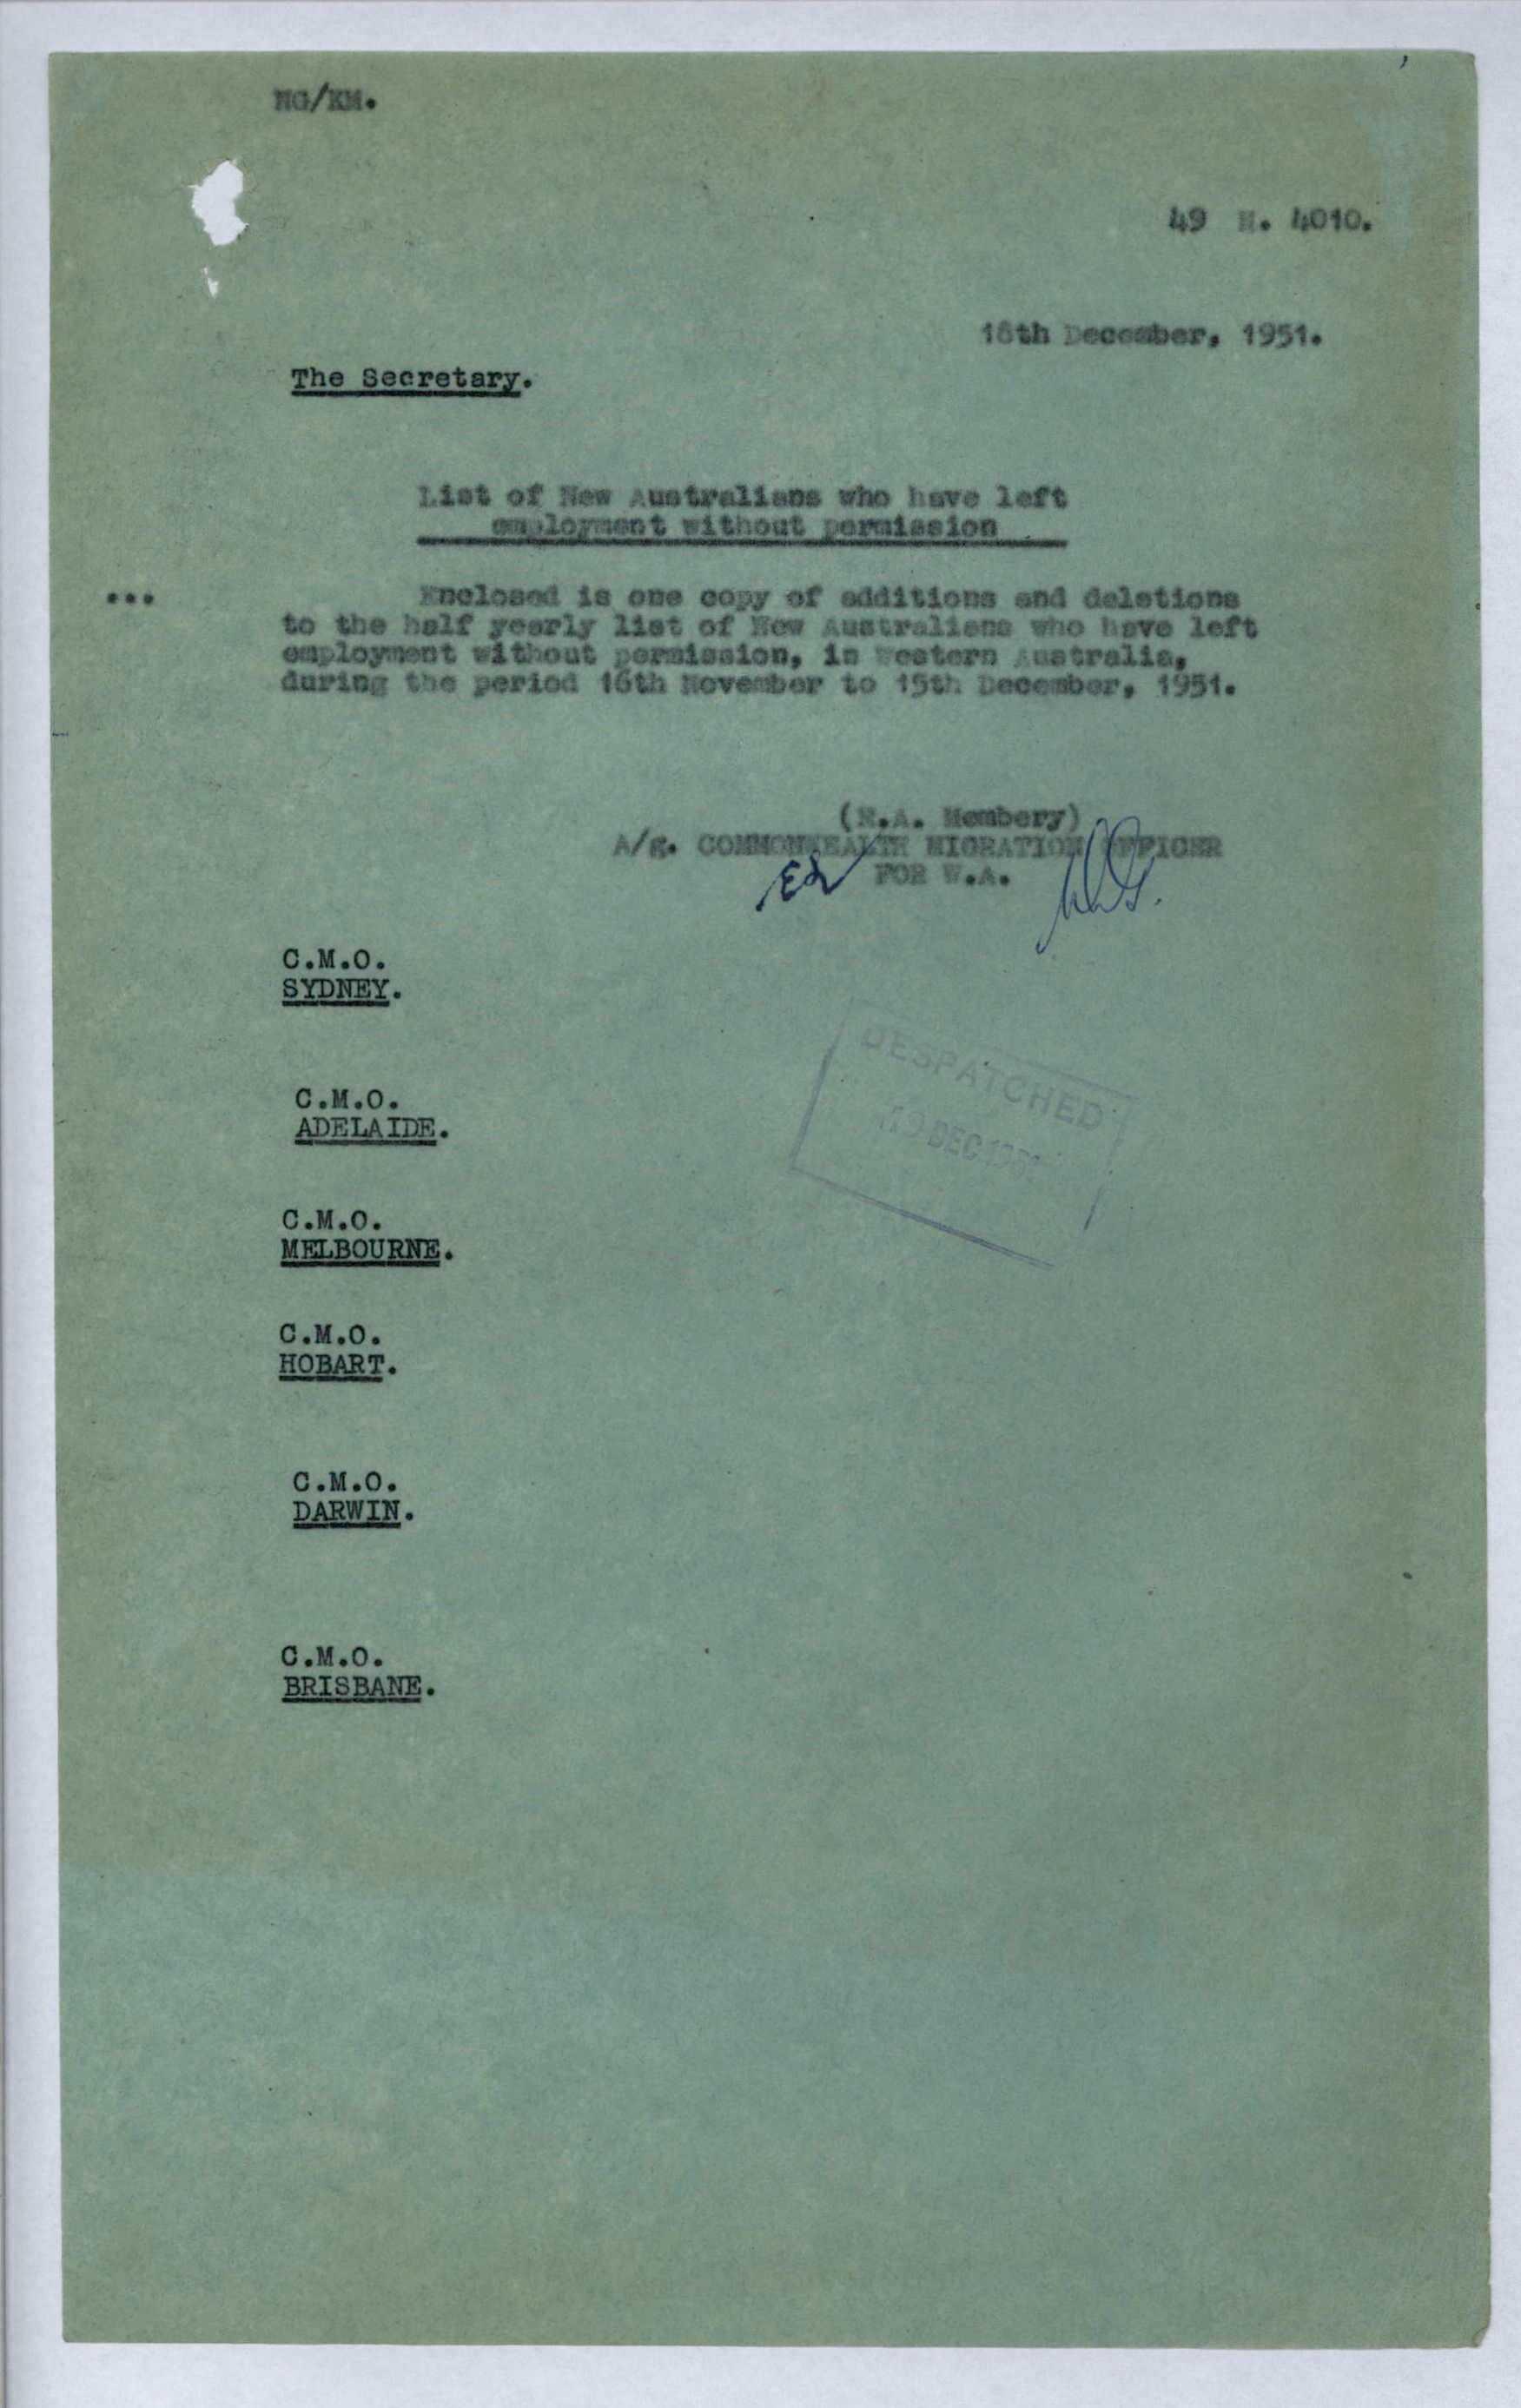 49 4010.
18th December, 1951.
The Secretary.
List of New Australians who have left
employment without permission
...
Enclosed is one copy of additions and deletions
to the half yearly list of New Australians who have left
employment without permission, in Western Australia,
during the period 16th November to 15th December, 1951.
Membery)
A/g. COMMONWEALTH MIGRATION OFFICER
FOR W.A.
C.M.O.
SYDNEY.
DESPATCHED
19 DEC 1951
C.M.O.
ADELAIDE.
C.M.O.
MELBOURNE.
C.M.O.
HOBART.
C.M.O.
DARWIN.
C.M.O.
BRISBANE.